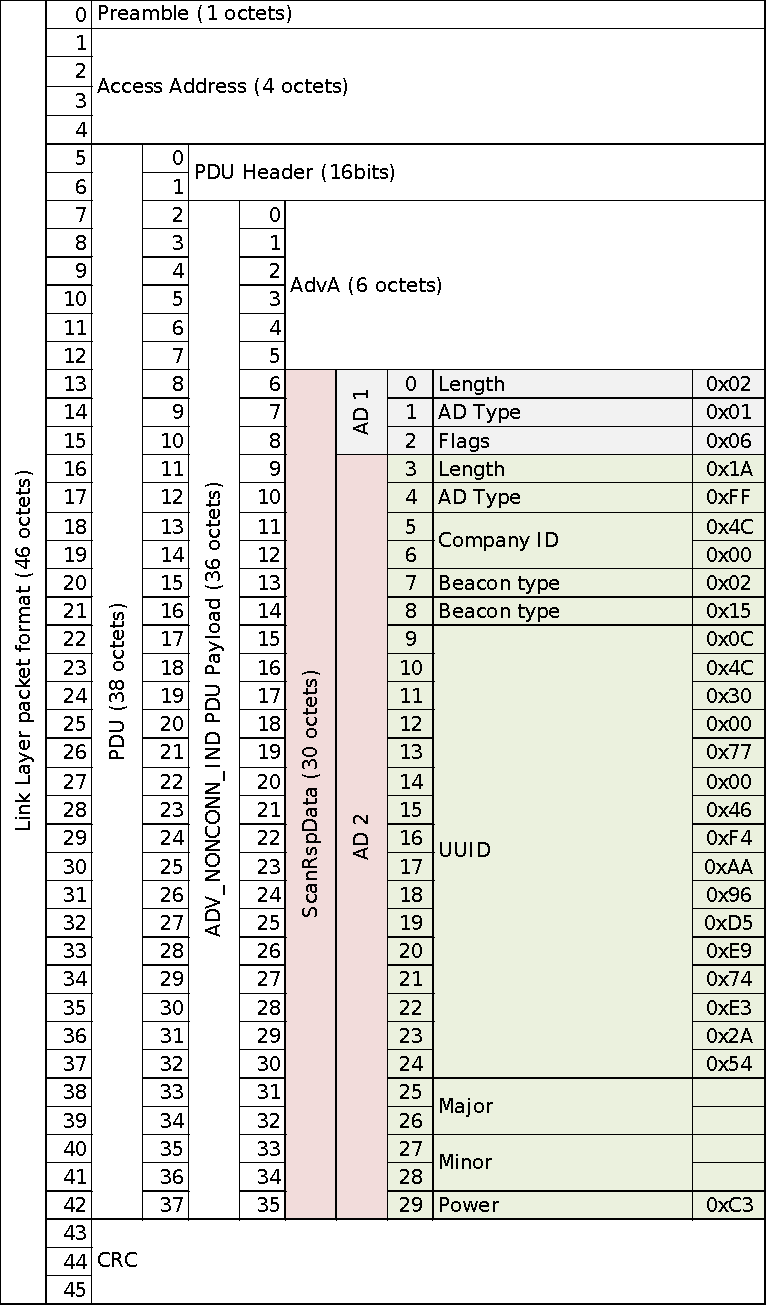 Link Layer packet format (46 octets)
0 Preamble (1 octets)
1
2
Access Address (4 octets)
3
4
PDU (38 octets)
5 0
PDU Header (16bits)
6 1
ADV_NONCONN_IND PDU Payload (36 octets)
7 2 0
8 3 1
9 4 2
AdvA (6 octets)
10 5 3
11 6 4
12 7 5
ScanRspData (30 octets)
AD 1
13 8 6 0 Length 0x02
14 9 7 1 AD Type 0x01
15 10 8 2 Flags 0x06
AD 2
16 11 9 3 Length 0x1A
17 12 10 4 AD Type 0xFF
18 13 11 5 0x4C
Company ID
19 14 12 6 0x00
20 15 13 7 Beacon type 0x02
21 16 14 8 Beacon type 0x15
22 17 15 9 0x0C
23 18 16 10 0x4C
24 19 17 11 0x30
25 20 18 12 0x00
26 21 19 13 0x77
27 22 20 14 0x00
28 23 21 15 0x46
29 24 22 16 0xF4
UUID
30 25 23 17 0xAA
31 26 24 18 0x96
32 27 25 19 0xD5
33 28 26 20 0xE9
34 29 27 21 0x74
35 30 28 22 0xE3
36 31 29 23 0x2A
37 32 30 24 0x54
38 33 31 25
Major
39 34 32 26
40 35 33 27
Minor
41 36 34 28
42 37 35 29 Power 0xC3
43
44 CRC
45